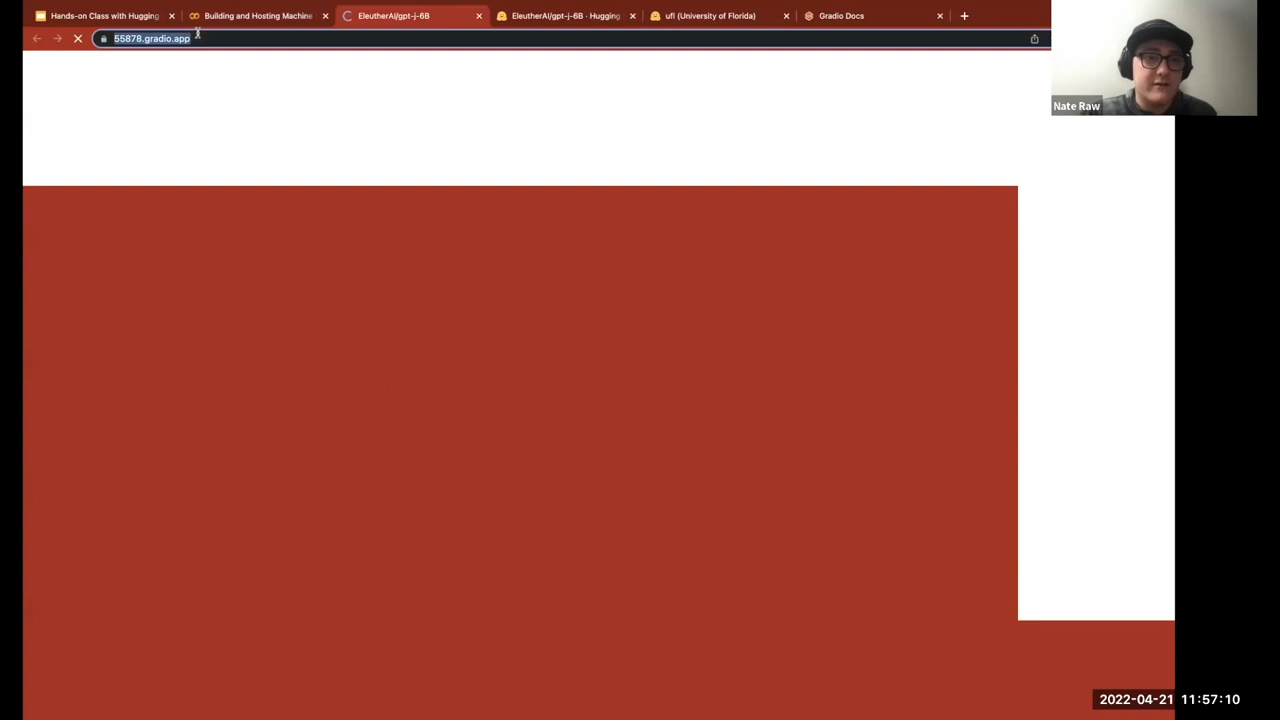 Hands-on Class with Hugging
Building and Hosting Machine
EleutherAI/gpt-j-6B
EleutherAI/gpt-j-6B · Hugging
ufl (University of Florida)
Gradio Docs
55878.gradio.app
Nate Raw
2022-04-21 11:57:10